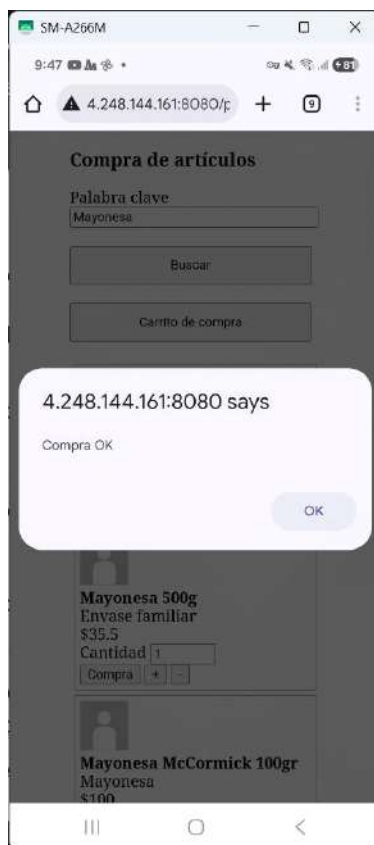 SM-A266M
9:47
81
4.248.144.161:8080/p
9
Compra de artículos
Palabra clave
Mayonesa
Buscar
Carrito de compra
4.248.144.161:8080 says
Compra OK
OK
Mayonesa 500g
Envase familiar
$35.5
Cantidad 1
Compra + -
Mayonesa McCormick 100gr
Mayonesa
$100